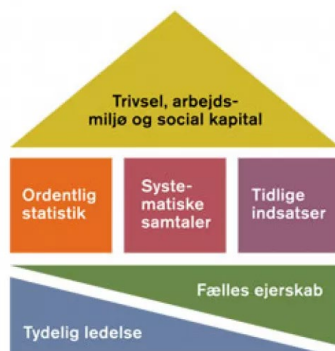 Trivsel, arbejds-
miljø og social kapital
Ordentlig
statistik
Syste-
matiske
samtaler
Tidlige
indsatser
Fælles ejerskab
Tydelig ledelse